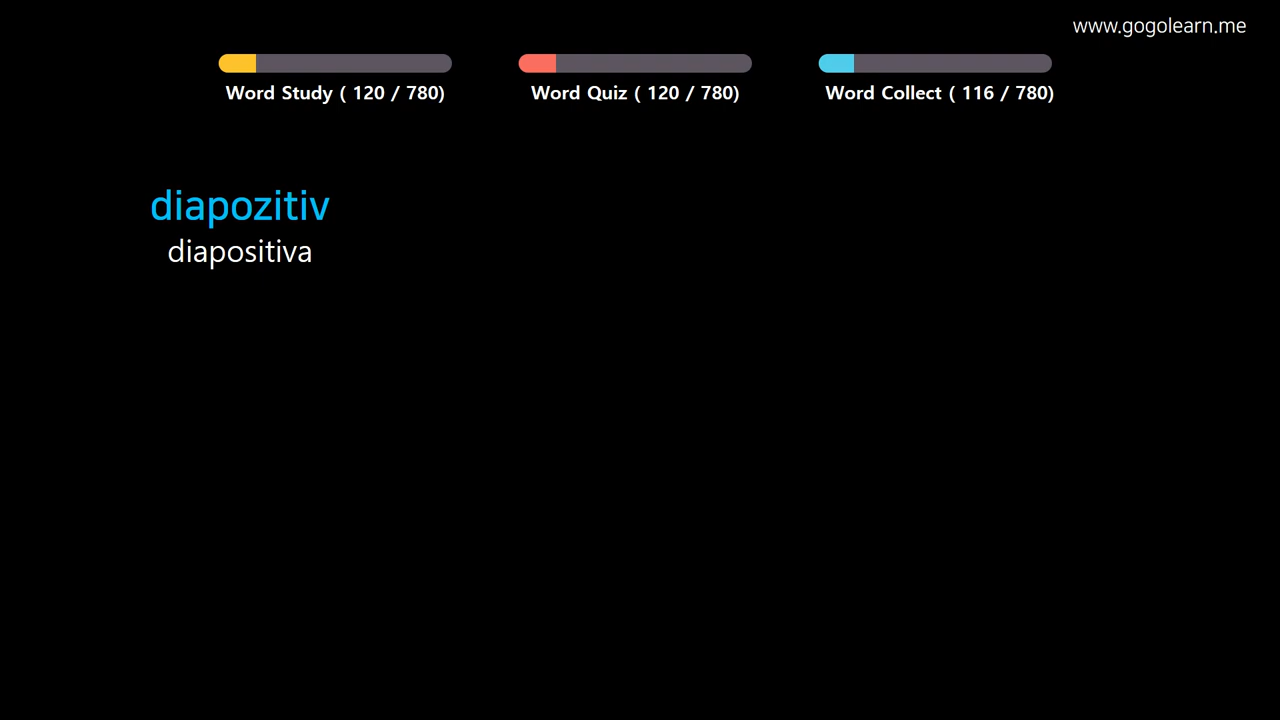 www.gogolearn.me
Word Study ( 120 / 780)
Word Quiz ( 120 / 780)
Word Collect ( 116 / 780)
diapozitiv
diapositiva